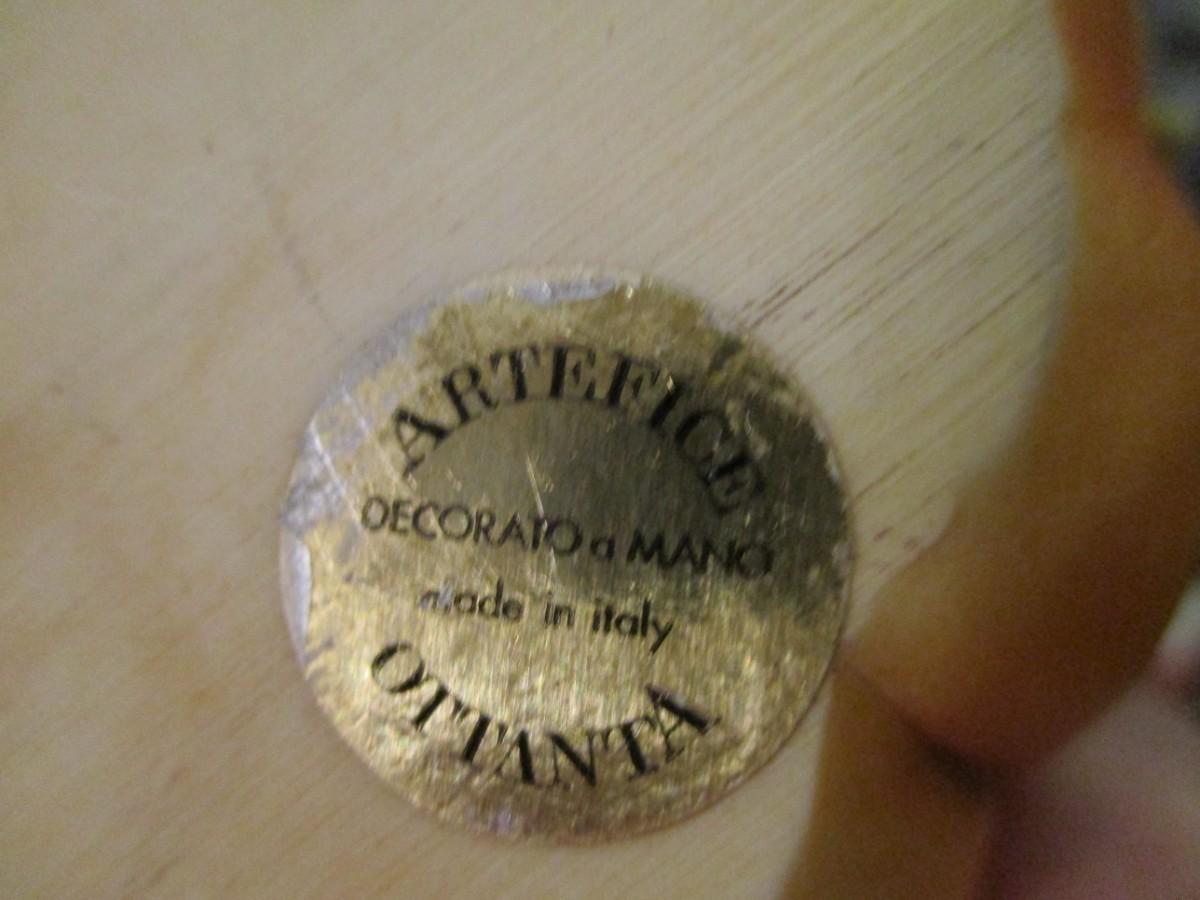 ARTEFICE
DECORATO a MANO
made in italy
OTTANTA